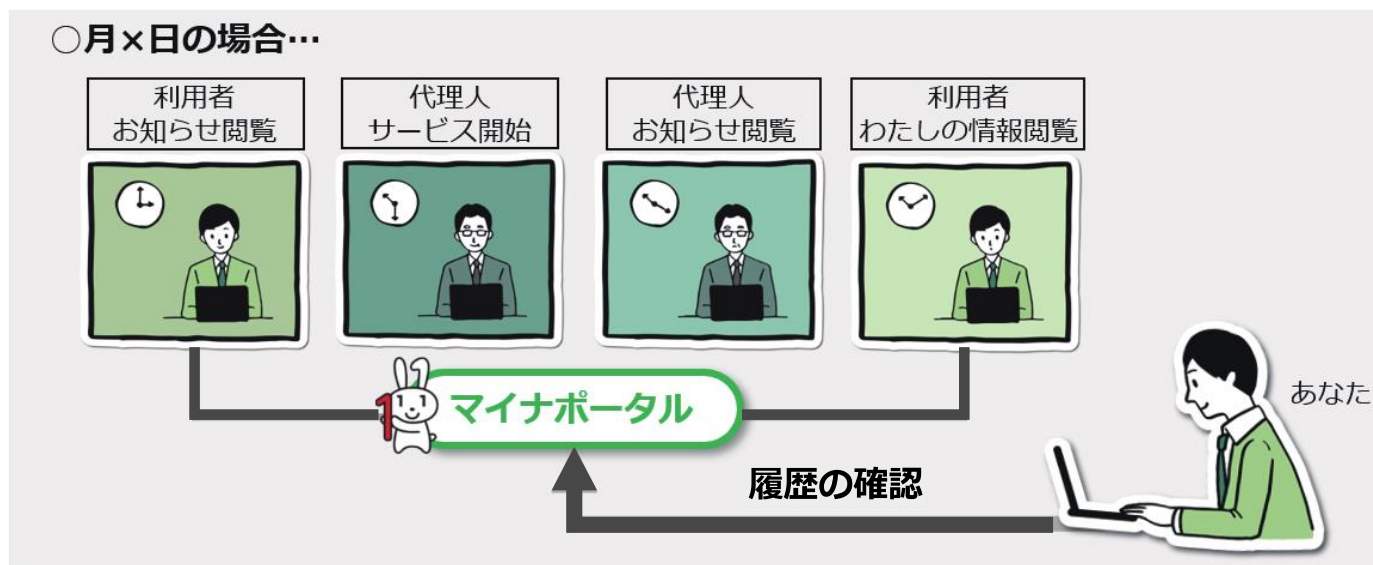 ○月×日の場合…
利用者
お知らせ閲覧
代理人
サービス開始
代理人
お知らせ閲覧
利用者
わたしの情報閲覧
1
マイナポータル
あなた
履歴の確認